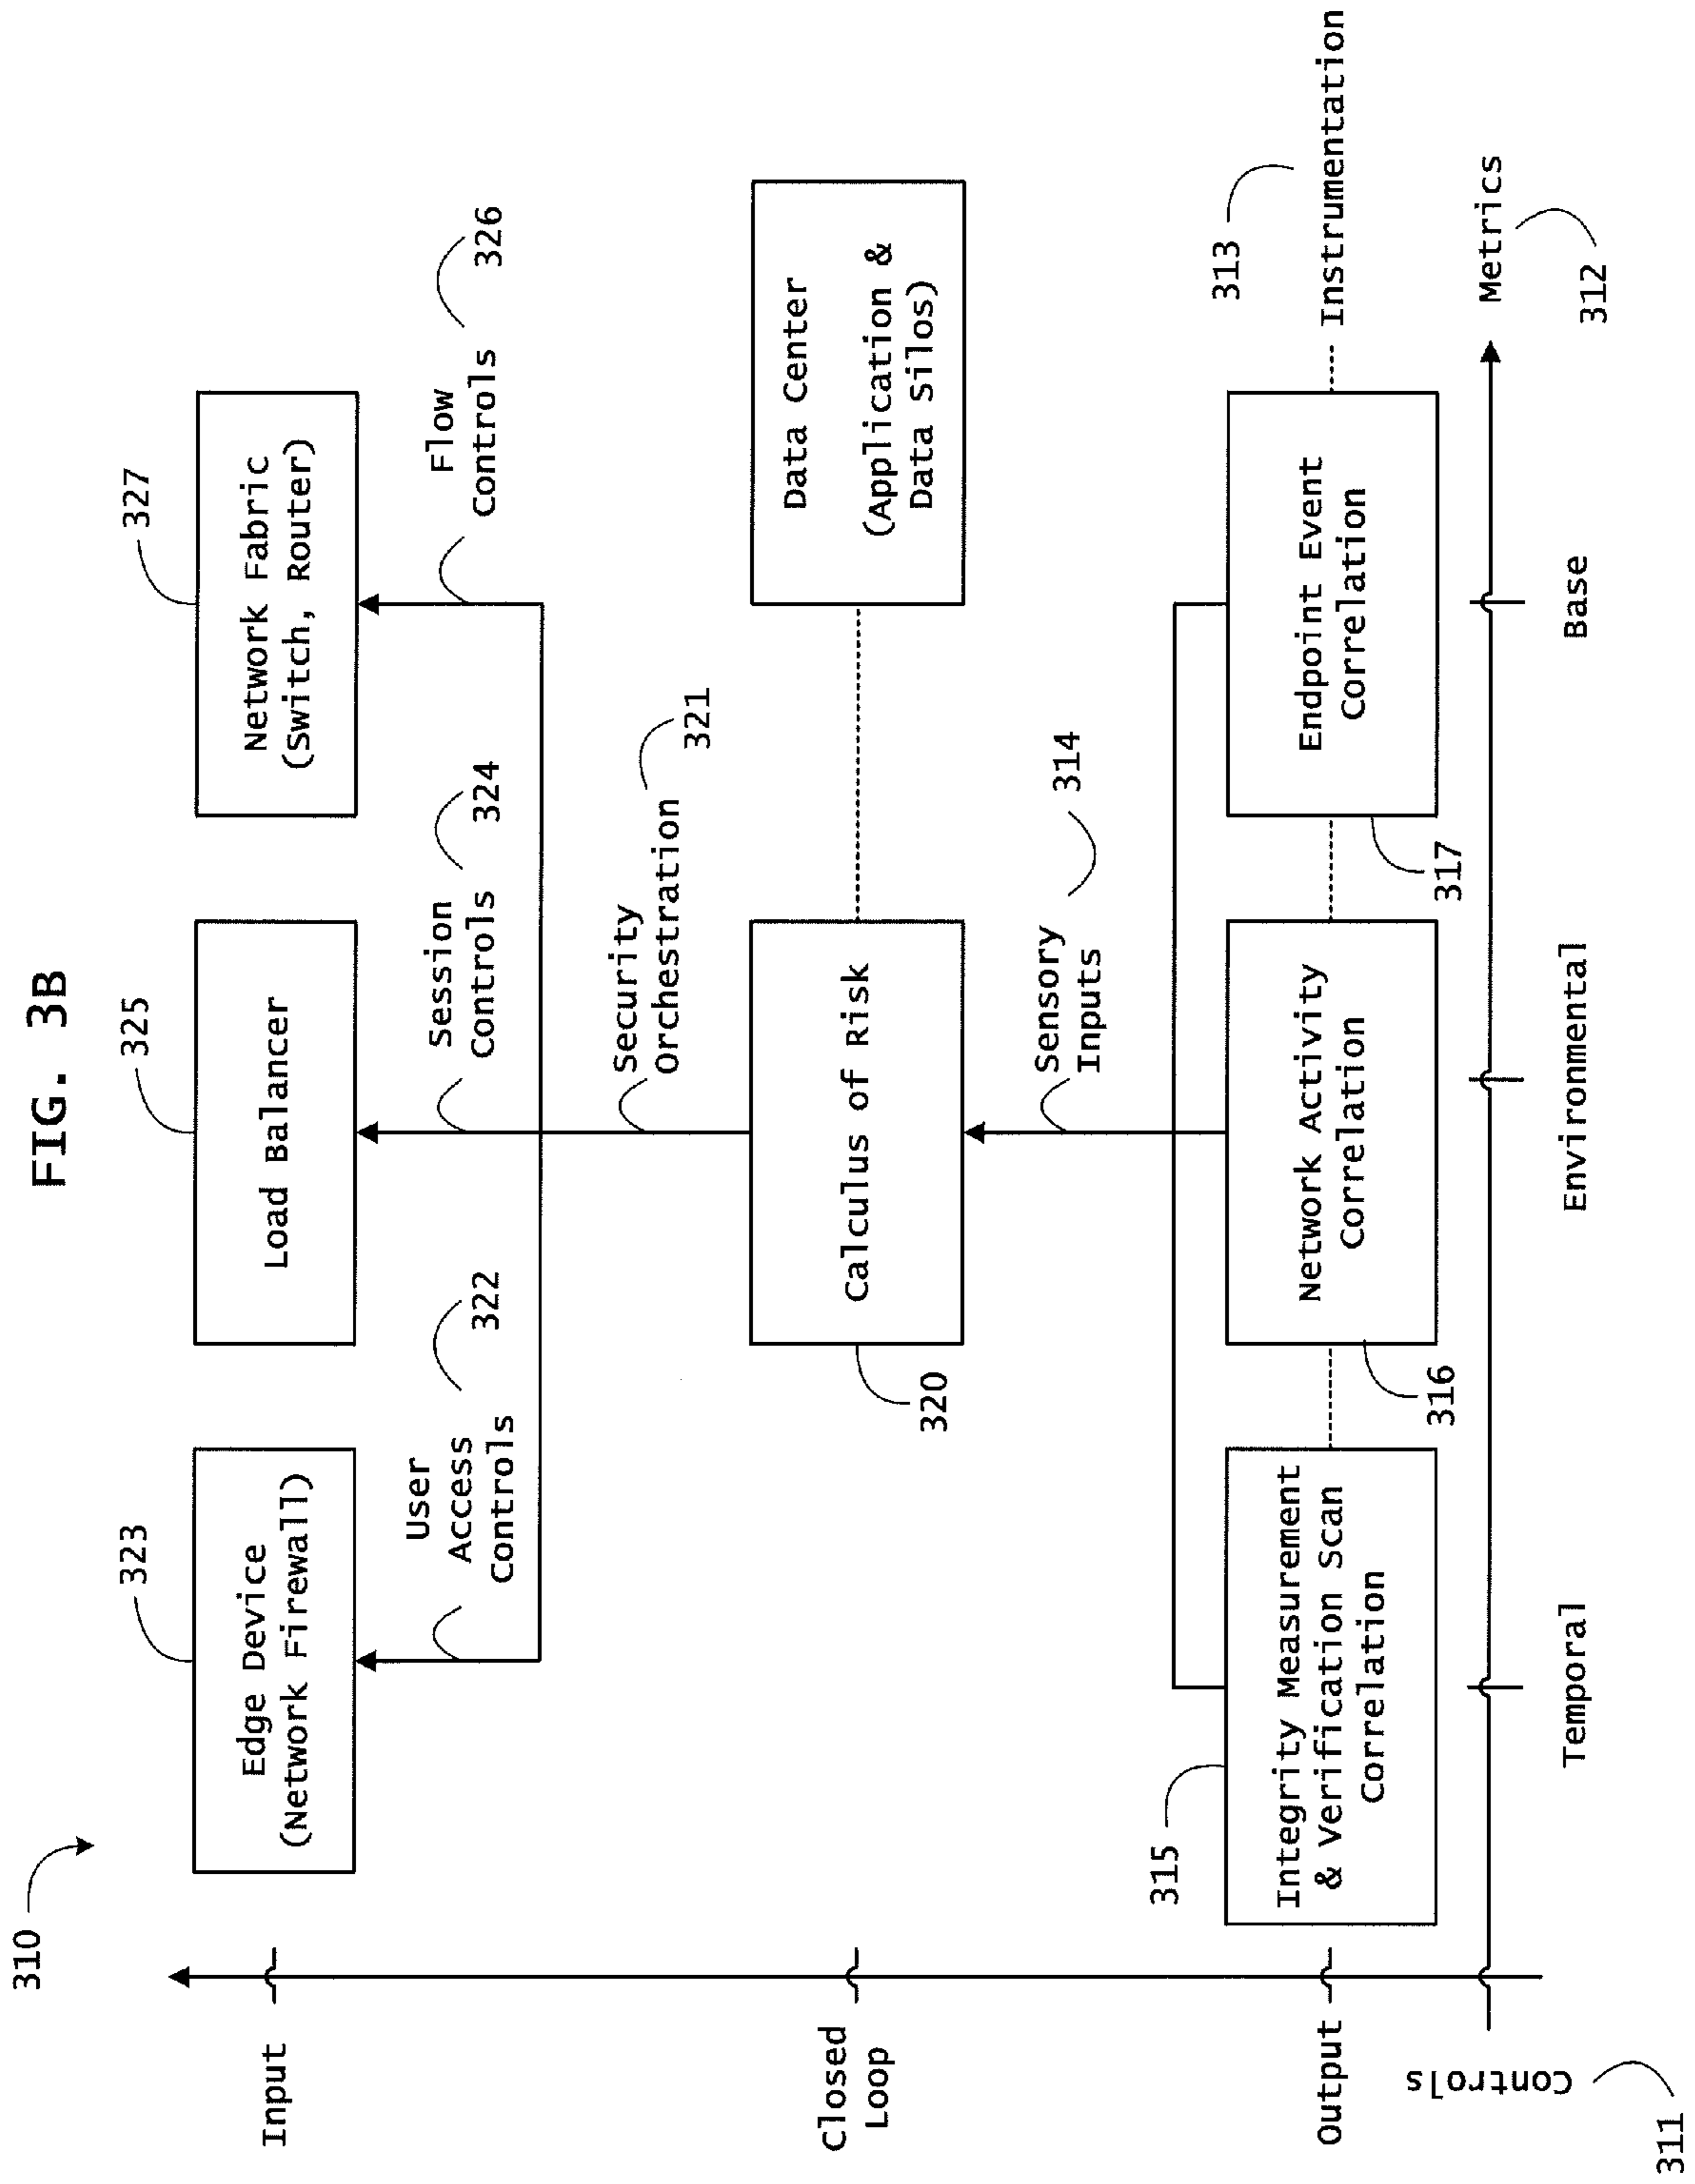 FIG. 3B
310
323
325
327
Edge Device
(Network Firewall)
Load Balancer
Network Fabric
(Switch, Router)
Input
User
Access
Controls
322
Session
Controls
324
Flow
Controls
326
Security
Orchestration
321
Closed
Loop
Calculus of Risk
320
Data Center
(Application &
Data Silos)
Sensory
Inputs
314
315
313
Output
Integrity Measurement
& Verification Scan
Correlation
Network Activity
Correlation
Endpoint Event
Correlation
Instrumentation
316
317
Controls
311
Metrics
312
Temporal
Environmental
Base